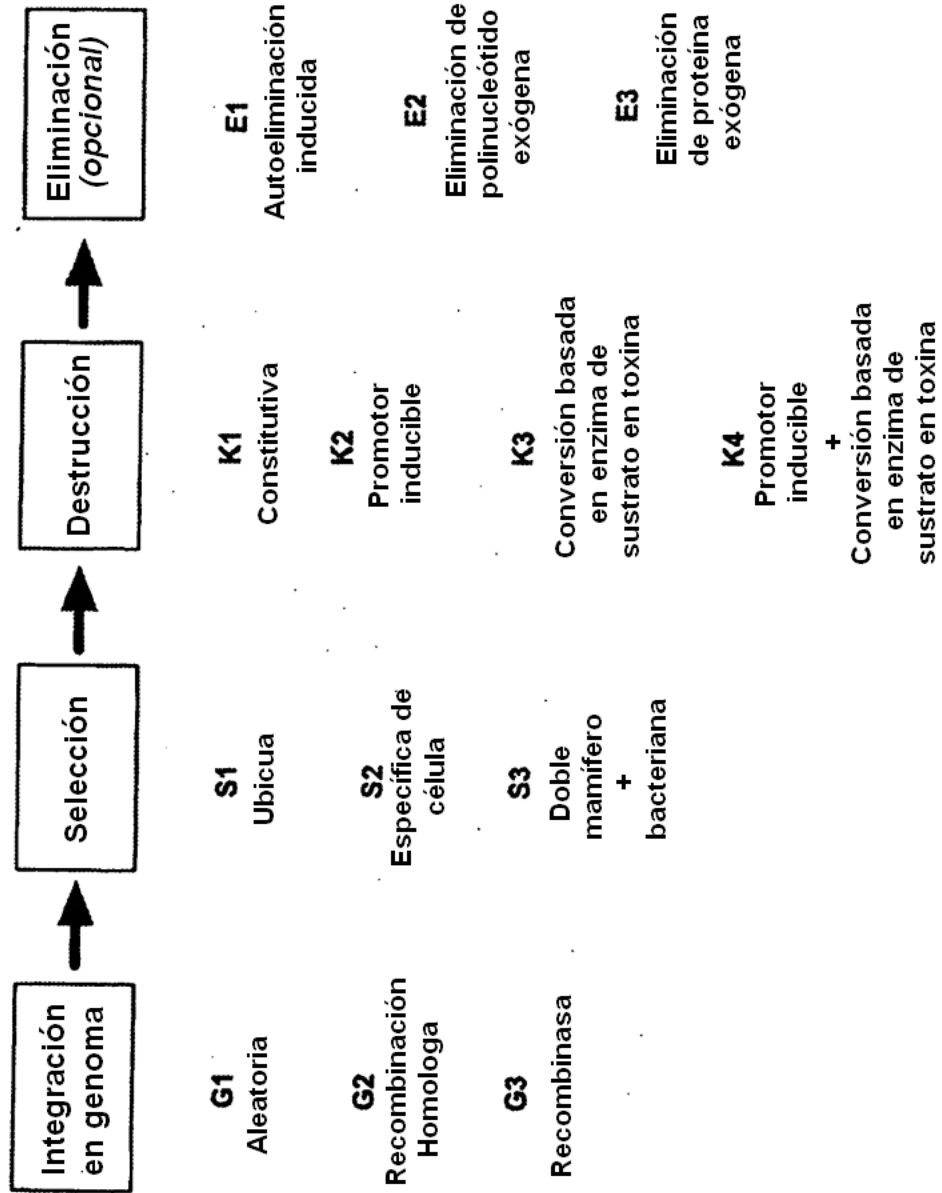 Integración
en genoma
Selección
Destrucción
Eliminación
(opcional)
G1
Aleatoria
G2
Recombinación
Homologa
G3
Recombinasa
S1
Ubicua
S2
Específica de
célula
S3
Doble
mamífero
+
bacteriana
K1
Constitutiva
K2
Promotor
inducible
K3
Conversión basada
en enzima de
sustrato en toxina
K4
Promotor
inducible
+
Conversión basada
en enzima de
sustrato en toxina
E1
Autoeliminación
inducida
E2
Eliminación de
polinucleótido
exógena
E3
Eliminación
de proteína
exógena